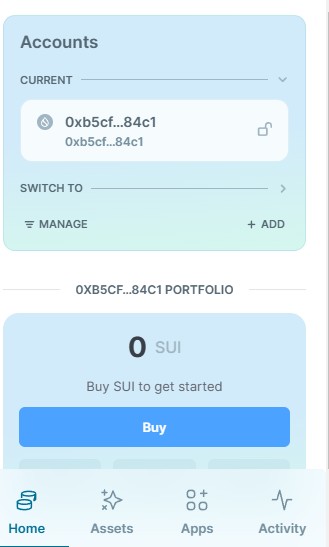 Accounts
CURRENT
0xb5cf...84c1
0xb5cf...84c1
SWITCH TO
MANAGE + ADD
0XB5CF...84C1 PORTFOLIO
0 SUI
Buy SUI to get started
Buy
Home Assets Apps Activity